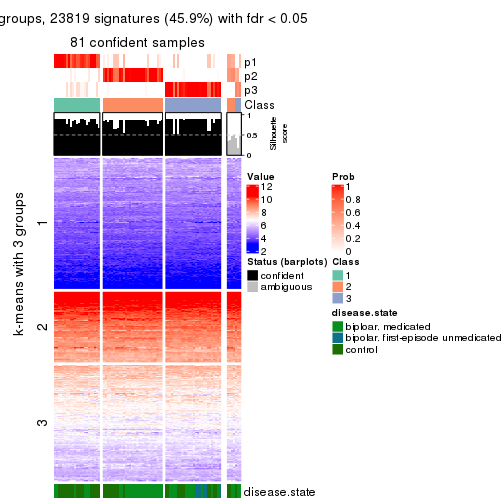 groups, 23819 signatures (45.9%) with fdr < 0.05
81 confident samples
p1
p2
p3
Class
1
0.5
0
Silhouette
score
k-means with 3 groups
1
2
3
Value
12
10
8
6
4
2
Prob
1
0.8
0.6
0.4
0.2
0
Status (barplots)
confident
ambiguous
Class
1
2
3
disease.state
biploar. medicated
bipolar. first-episode unmedicated
control
disease.state